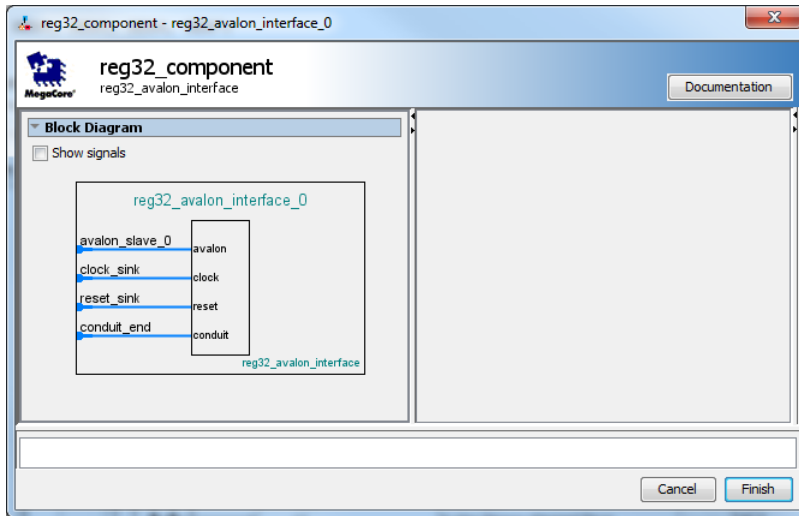 reg32_component - reg32_avalon_interface_0
MegaCore'
reg32_component
reg32_avalon_interface
Documentation
Block Diagram
Show signals
reg32_avalon_interface_0
avalon_slave_0
avalon
clock_sink
clock
reset_sink
reset
conduit_end
conduit
reg32_avalon_interface
Cancel
Finish